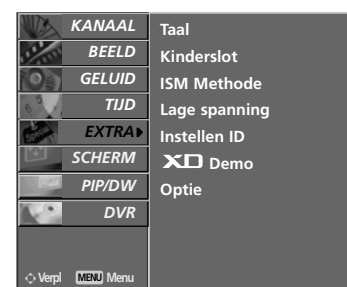 KANAAL
BEELD
GELUID
TIJD
EXTRA
SCHERM
PIP/DW
DVR
Verpl MENU Menu
Taal
Kinderslot
ISM Methode
Lage spanning
Instellen ID
XD Demo
Optie